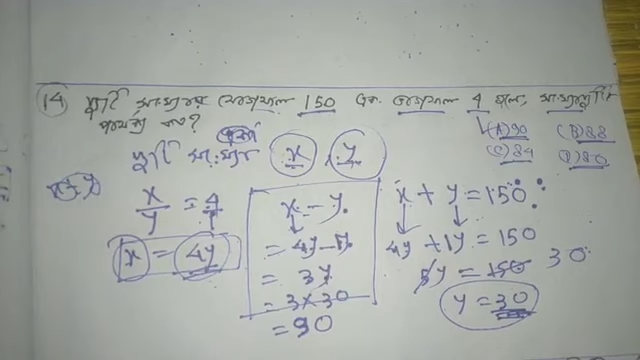 14) দুটি সংখ্যার যোগফল 150 এবং ভাগফল 4 হলে, সংখ্যাদুটির
পার্থক্য কত?
(A) 90 (B) 88
(C) 84 (D) 80
দুটি সংখ্যা x, y
x/y = 4/1
x = 4y
x - y
= 4y - y
= 3y
= 3×30
= 90
x + y = 150
4y + 1y = 150
5y = 150 30
y = 30